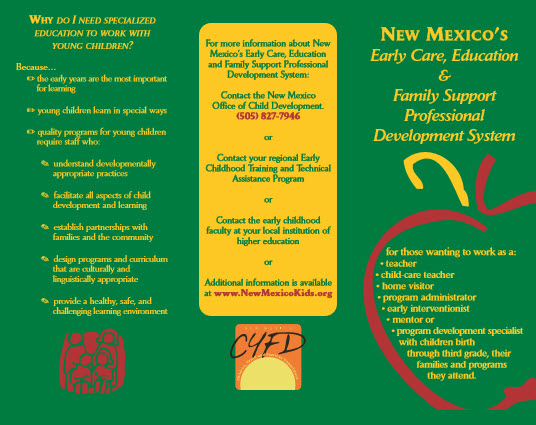 WHY DO I NEED SPECIALIZED
EDUCATION TO WORK WITH
YOUNG CHILDREN?
Because...
the early years are the most important
for learning
young children learn in special ways
quality programs for young children
require staff who:
understand developmentally
appropriate practices
facilitate all aspects of child
development and learning
establish partnerships with
families and the community
design programs and curriculum
that are culturally and
linguistically appropriate
provide a healthy, safe, and
challenging learning environment
For more information about New
Mexico's Early Care, Education
and Family Support Professional
Development System:
Contact the New Mexico
Office of Child Development.
(505) 827-7946
or
Contact your regional Early
Childhood Training and Technical
Assistance Program
or
Contact the early childhood
faculty at your local institution of
higher education
or
Additional information is available
at www.NewMexicoKids.org
NEW MEXICO
CYFD
NEW MEXICO'S
Early Care, Education
&
Family Support
Professional
Development System
for those wanting to work as a:
• teacher
• child-care teacher
• home visitor
• program administrator
• early interventionist
• mentor or
• program development specialist
with children birth
through third grade, their
families and programs
they attend.